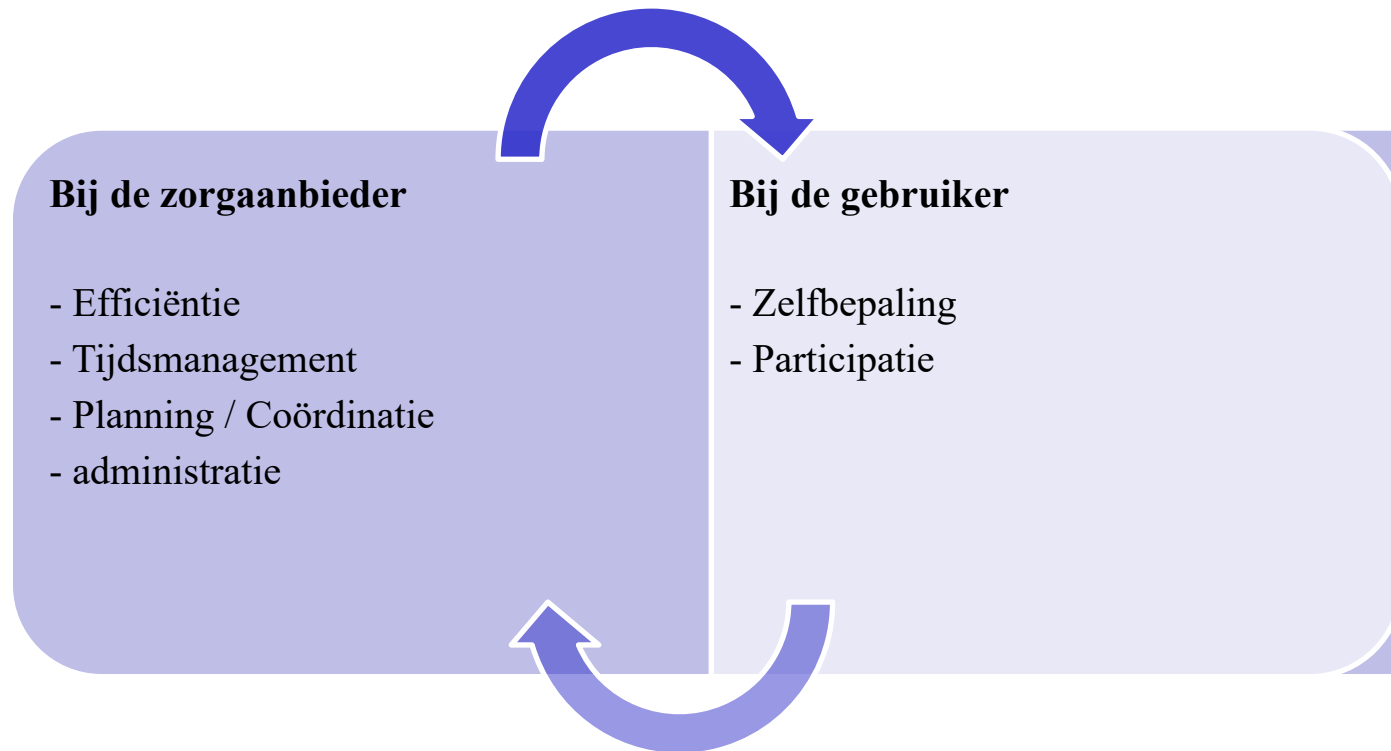 Bij de zorgaanbieder
- Efficiëntie
- Tijdsmanagement
- Planning / Coördinatie
- administratie
Bij de gebruiker
- Zelfbepaling
- Participatie